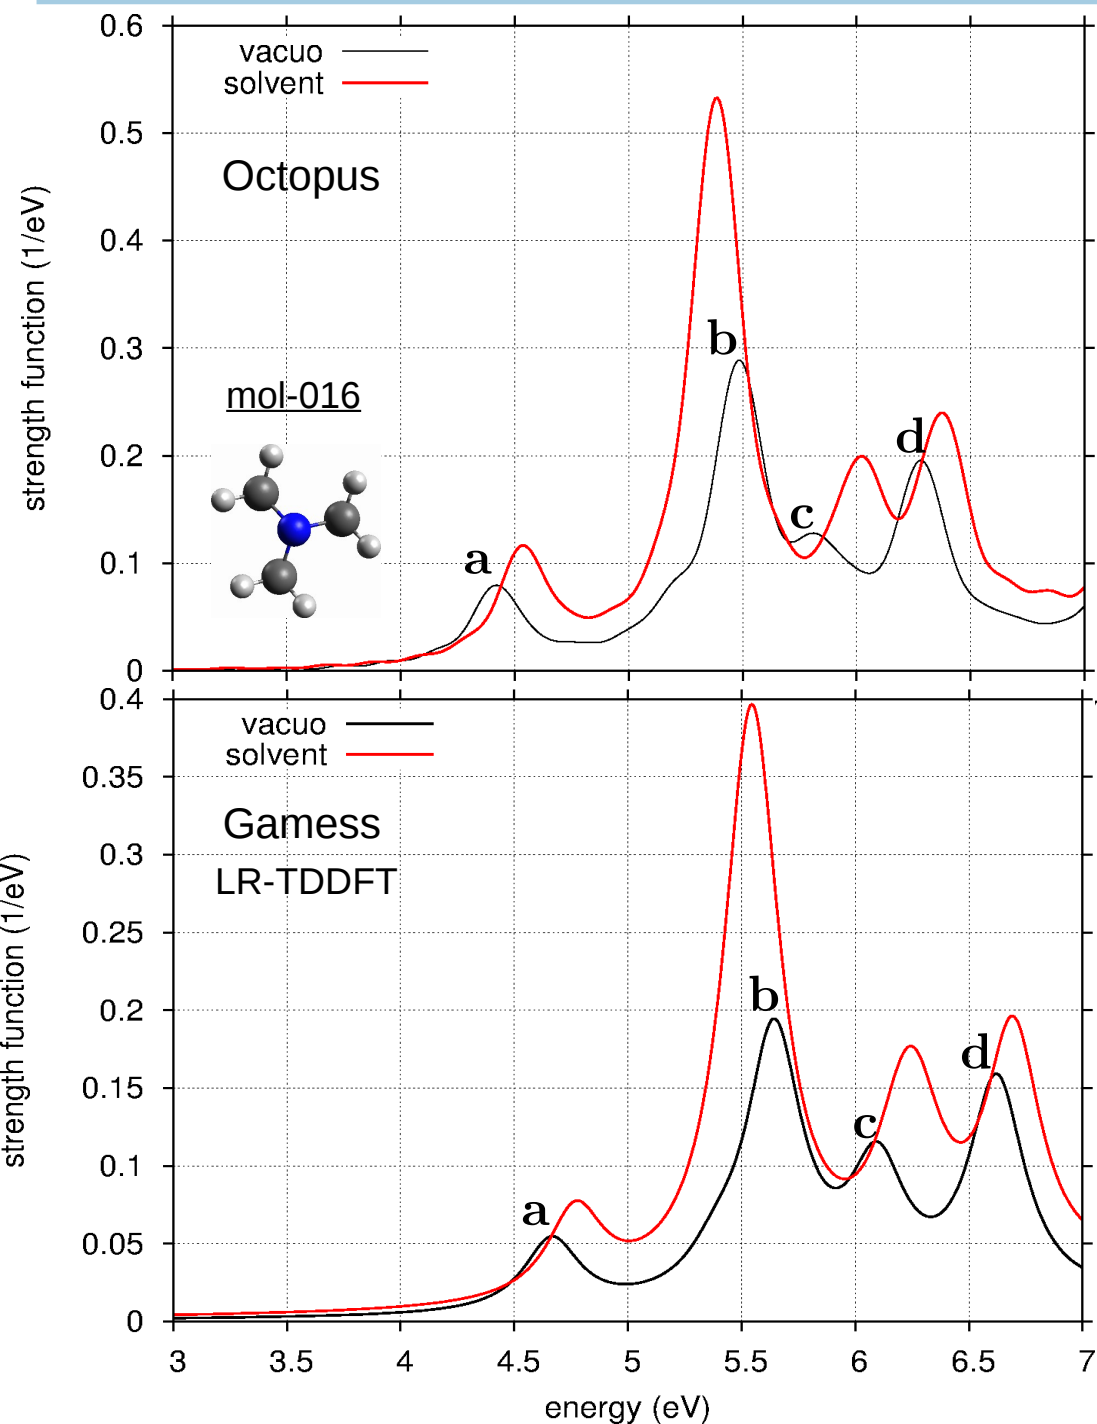 0.6
vacuo
solvent
0.5
Octopus
0.4
strength function (1/eV)
b
0.3
mol-016
d
0.2
c
a
0.1
0
0.4
vacuo
solvent
0.35
Gamess
0.3
LR-TDDFT
0.25
strength function (1/eV)
b
0.2
d
0.15
c
0.1
a
0.05
0
3 3.5 4 4.5 5 5.5 6 6.5 7
energy (eV)